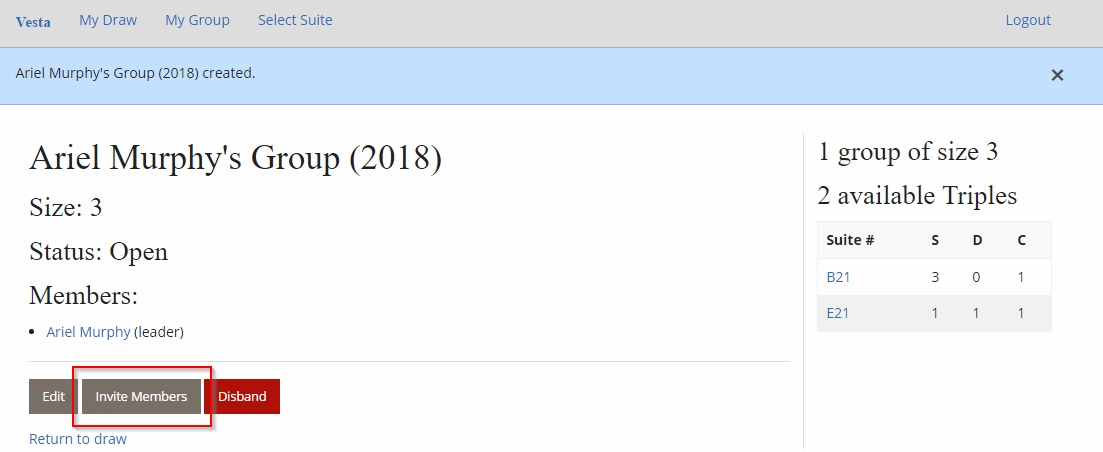 Vesta My Draw My Group Select Suite Logout
Ariel Murphy's Group (2018) created. ×
Ariel Murphy's Group (2018)
Size: 3
Status: Open
Members:
• Ariel Murphy (leader)
Edit Invite Members Disband
Return to draw
1 group of size 3
2 available Triples
Suite # S D C
B21 3 0 1
E21 1 1 1